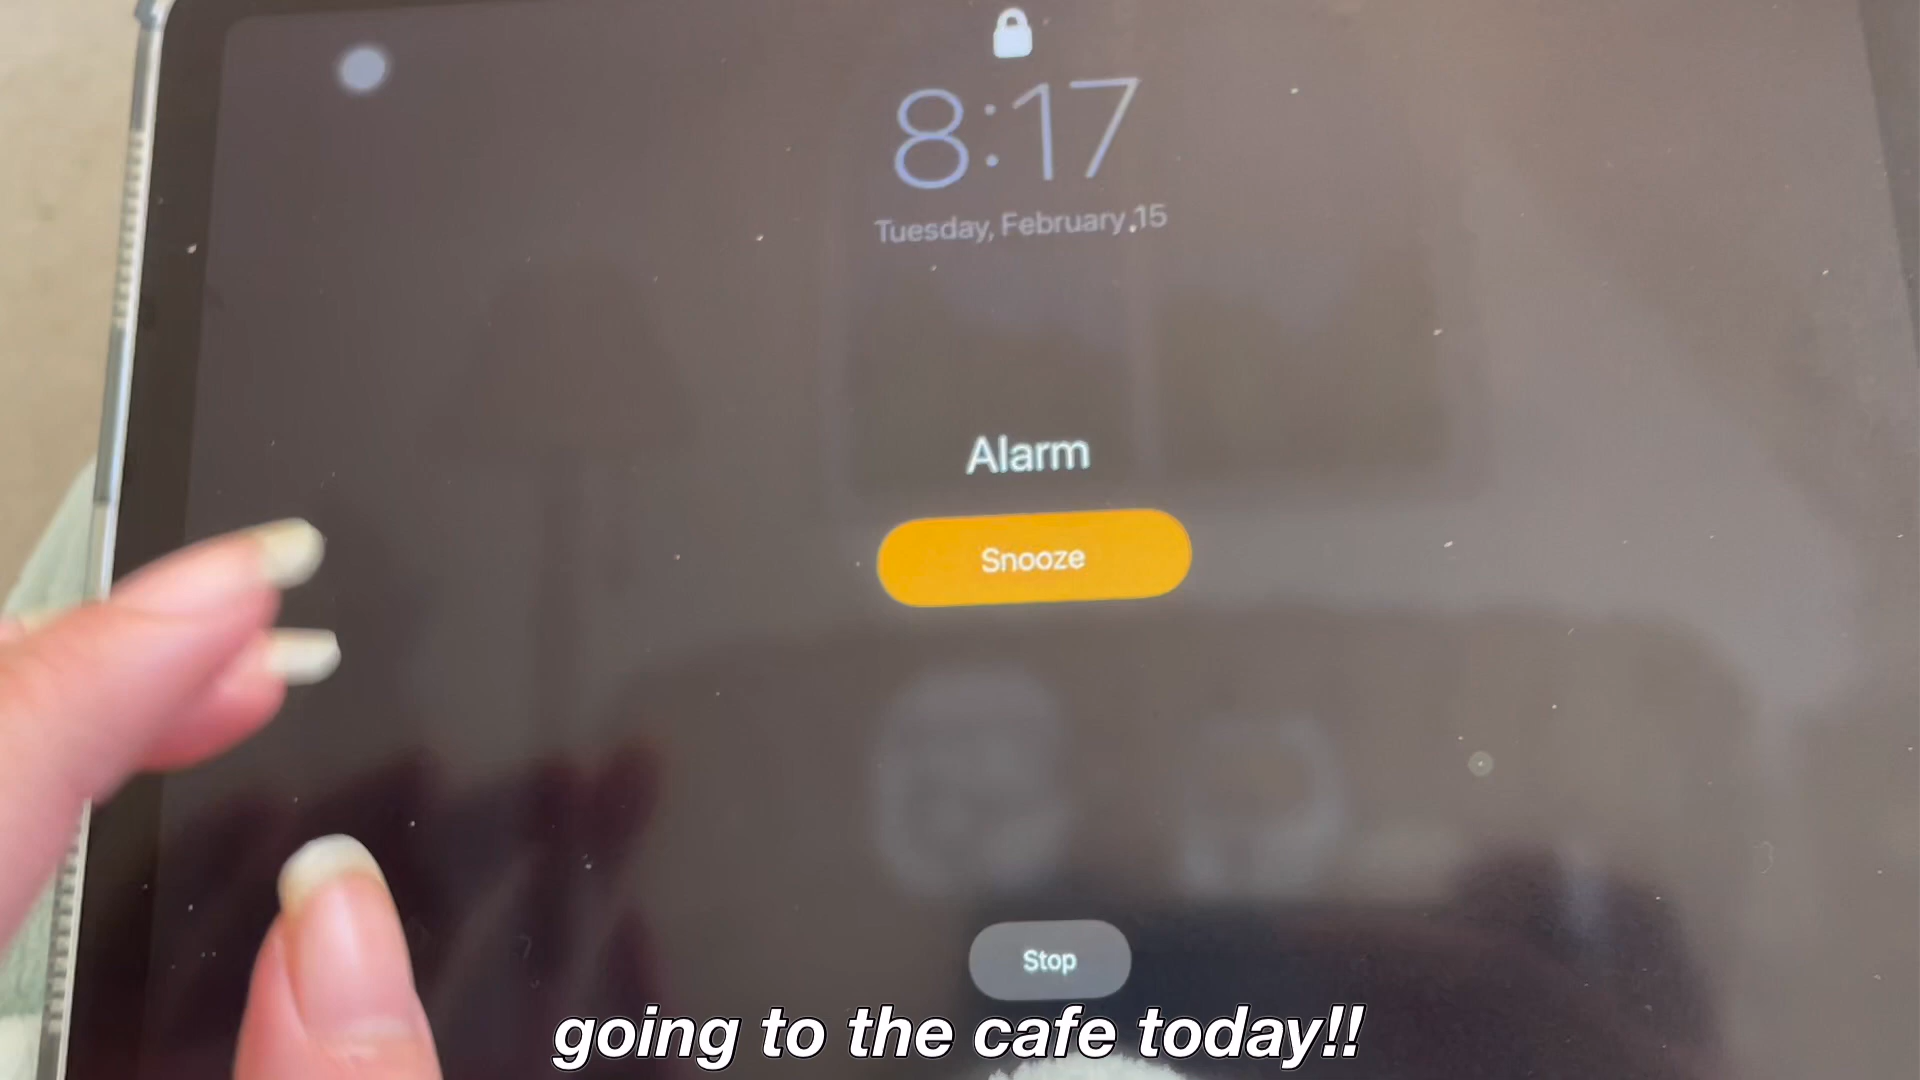 8:17
Tuesday, February 15
Alarm
Snooze
Stop
going to the cafe today!!